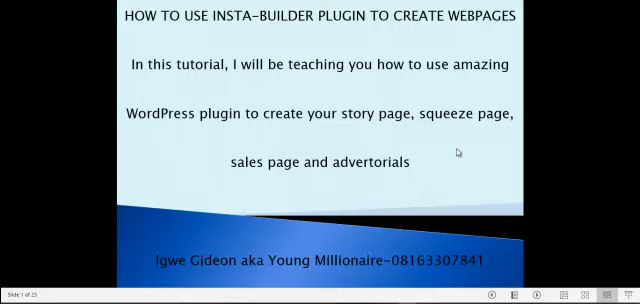 HOW TO USE INSTA-BUILDER PLUGIN TO CREATE WEBPAGES
In this tutorial, I will be teaching you how to use amazing
WordPress plugin to create your story page, squeeze page,
sales page and advertorials
Igwe Gideon aka Young Millionaire-08163307841
Slide 1 of 23